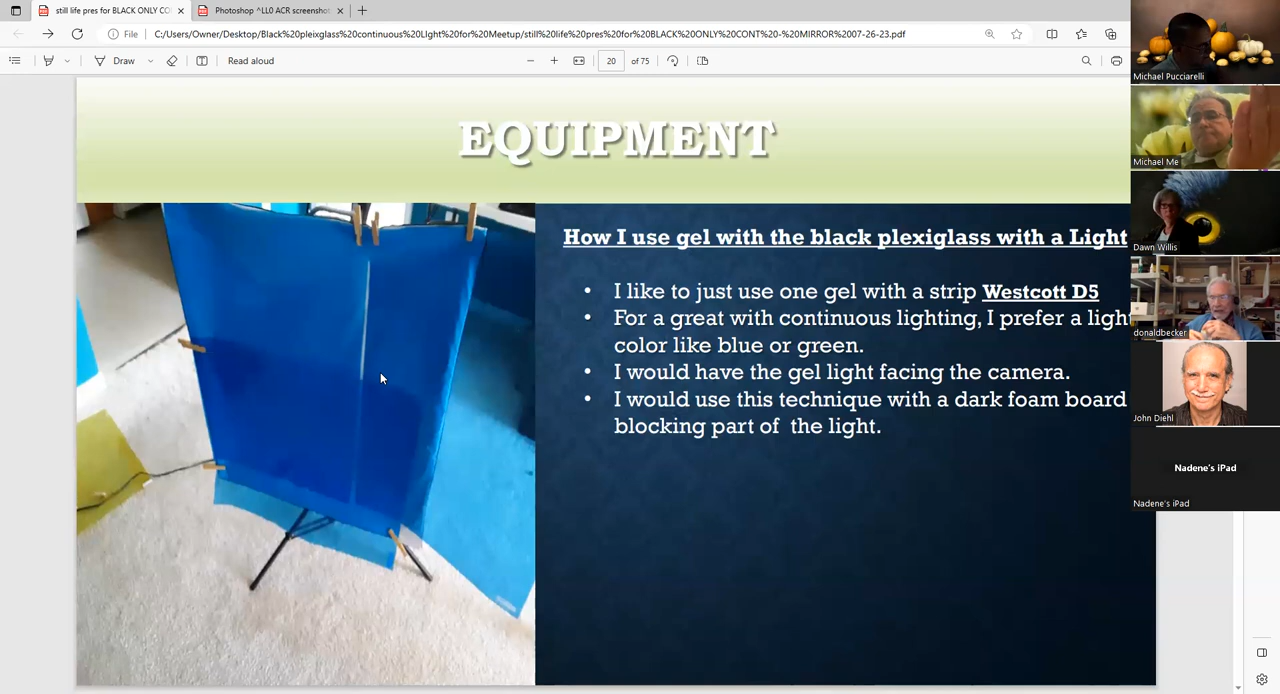 still life pres for BLACK ONLY CO
Photoshop ^LL0 ACR screenshot
File
C:/Users/Owner/Desktop/Black%20pleixglass%20continuous%20LIght%20for%20Meetup/still%20life%20pres%20for%20BLACK%20ONLY%20CONT%20-%20MIRROR%2007-26-23.pdf
Draw
Read aloud
20 of 75
EQUIPMENT
How I use gel with the black plexiglass with a Light
• I like to just use one gel with a strip Westcott D5
• For a great with continuous lighting, I prefer a light
color like blue or green.
• I would have the gel light facing the camera.
• I would use this technique with a dark foam board
blocking part of the light.
Michael Pucciarelli
Michael Me
Dawn Willis
donaldbecker
John Diehl
Nadene's iPad
Nadene's iPad